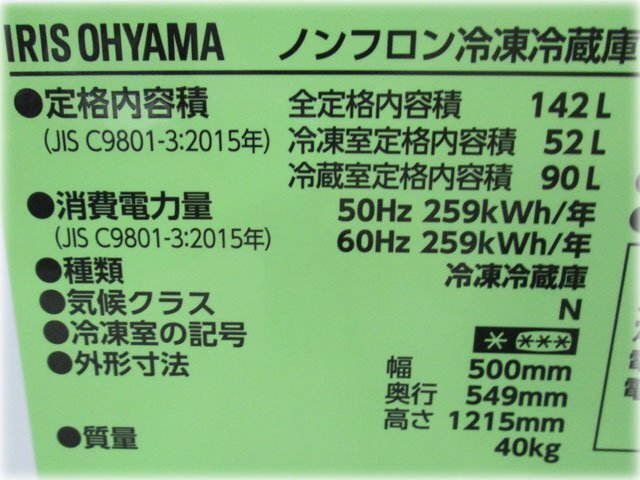 IRIS OHYAMA ノンフロン冷凍冷蔵庫
●定格内容積 全定格内容積 142L
(JIS C9801-3:2015年) 冷凍室定格内容積 52L
冷蔵室定格内容積 90L
●消費電力量 50Hz 259kWh/年
(JIS C9801-3:2015年) 60Hz 259kWh/年
●種類 冷凍冷蔵庫
●気候クラス N
●冷凍室の記号 * ***
●外形寸法 幅 500mm
奥行 549mm
高さ 1215mm
●質量 40kg